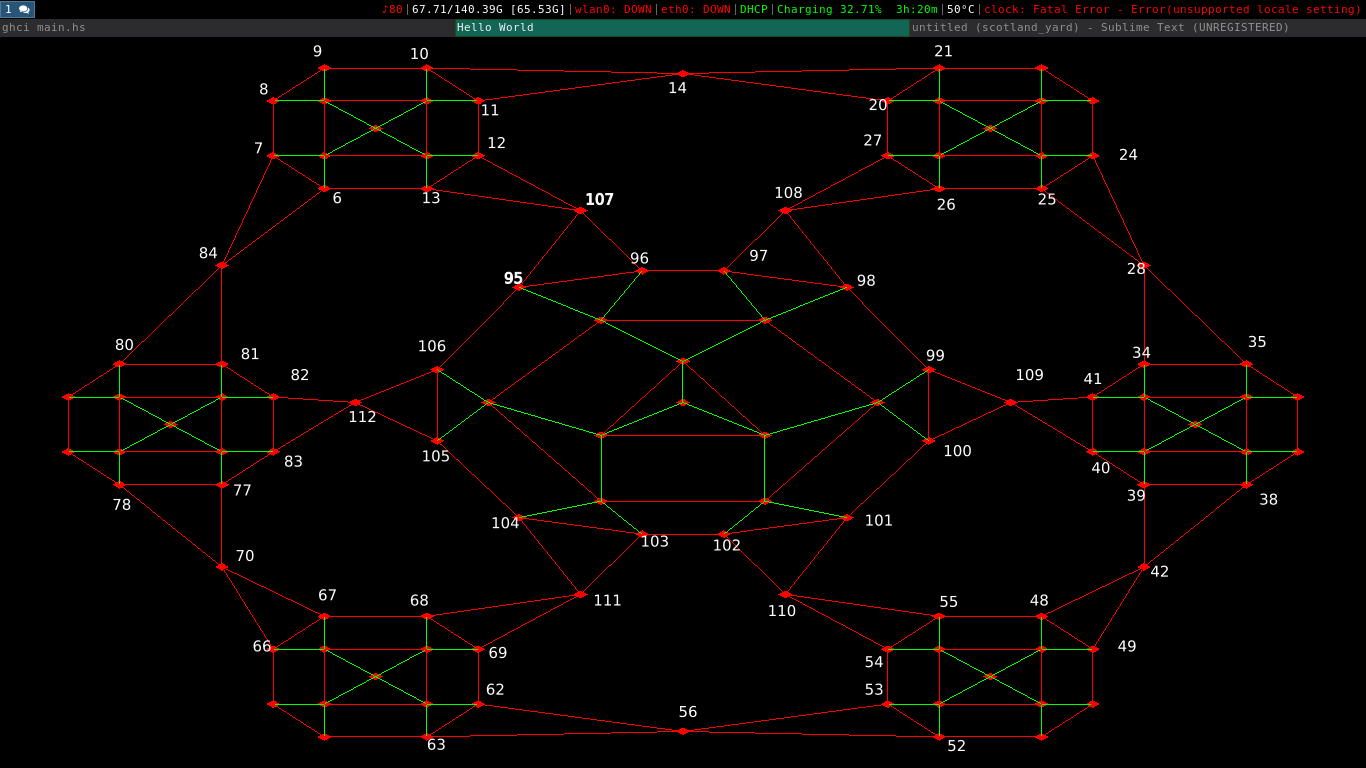 1 ♪80|67.71/140.39G [65.53G]|wlan0: DOWN|eth0: DOWN|DHCP|Charging 32.71% 3h:20m|50°C|clock: Fatal Error - Error(unsupported locale setting)
ghci main.hs Hello World untitled (scotland_yard) - Sublime Text (UNREGISTERED)
9 10 21
8 14
11 20
7 12 27 24
6 13 107 108 26 25
84 96 97 28
95 98
80 81 106 99 34 35
82 109 41
112
105 100
83 40
78 77 39 38
104 101
103 102
70 42
67 68 111 110 55 48
66 69 54 49
62 53
56
63 52